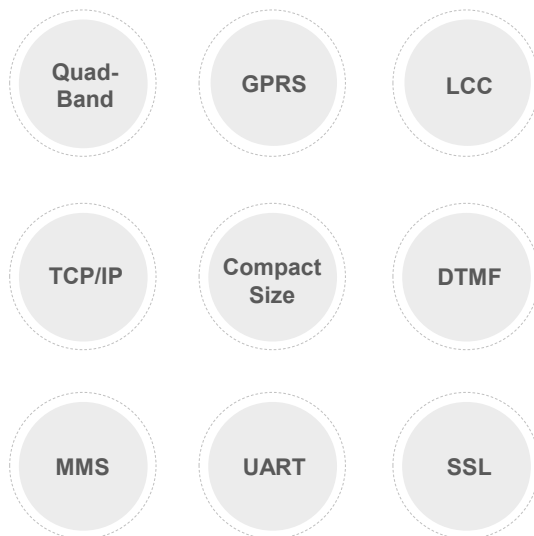 Quad-
Band
GPRS
LCC
TCP/IP
Compact
Size
DTMF
MMS
UART
SSL